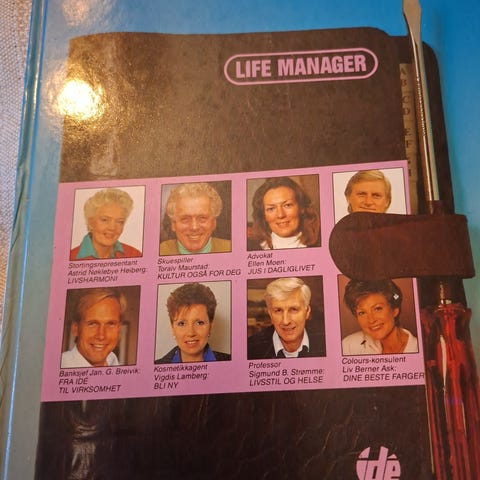 LIFE MANAGER
C
D
E
F
Stortingsrepresentant
Astrid Nøklebye Heiberg:
LIVSHARMONI
Skuespiller
Toralv Maurstad:
KULTUR OGSÅ FOR DEG
Advokat
Ellen Moen:
JUS I DAGLIGLIVET
Banksjef Jan. G. Breivik:
FRA IDÉ
TIL VIRKSOMHET
Kosmetikkagent
Vigdis Lamberg:
BLI NY
Professor
Sigmund B. Strømme:
LIVSSTIL OG HELSE
Colours-konsulent
Liv Berner Ask:
DINE BESTE FARGER
idé